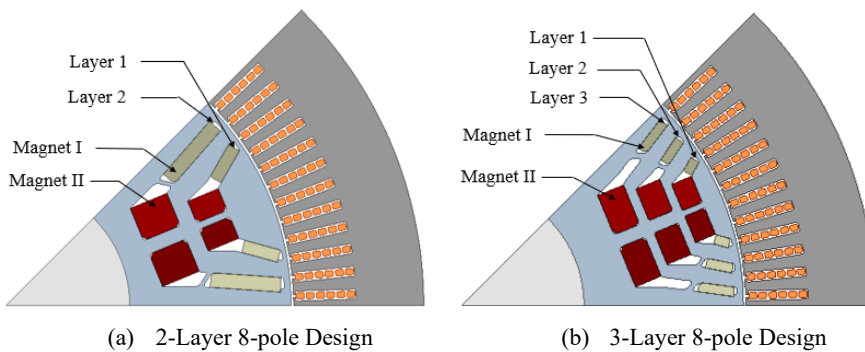 Layer 1
Layer 2
Magnet I
Magnet II
(a) 2-Layer 8-pole Design
Layer 1
Layer 2
Layer 3
Magnet I
Magnet II
(b) 3-Layer 8-pole Design